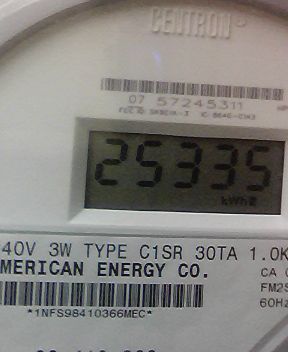 CENTRON®
07 57245311
25335
kWh
40V 3W TYPE C1SR 30TA 1.0K
MERICAN ENERGY CO.
CA
FM2S
60Hz
*1NFS98410366MEC*